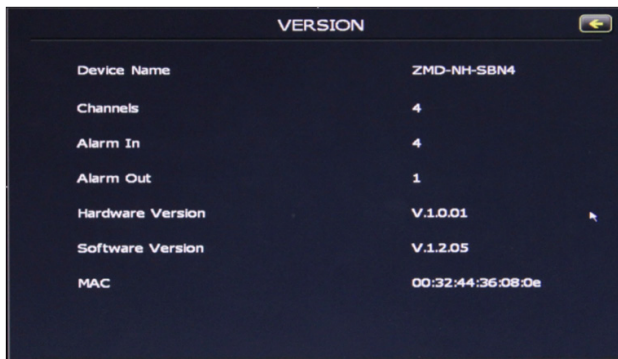 VERSION
Device Name ZMD-NH-SBN4
Channels 4
Alarm In 4
Alarm Out 1
Hardware Version V.1.0.01
Software Version V.1.2.05
MAC 00:32:44:36:08:0e